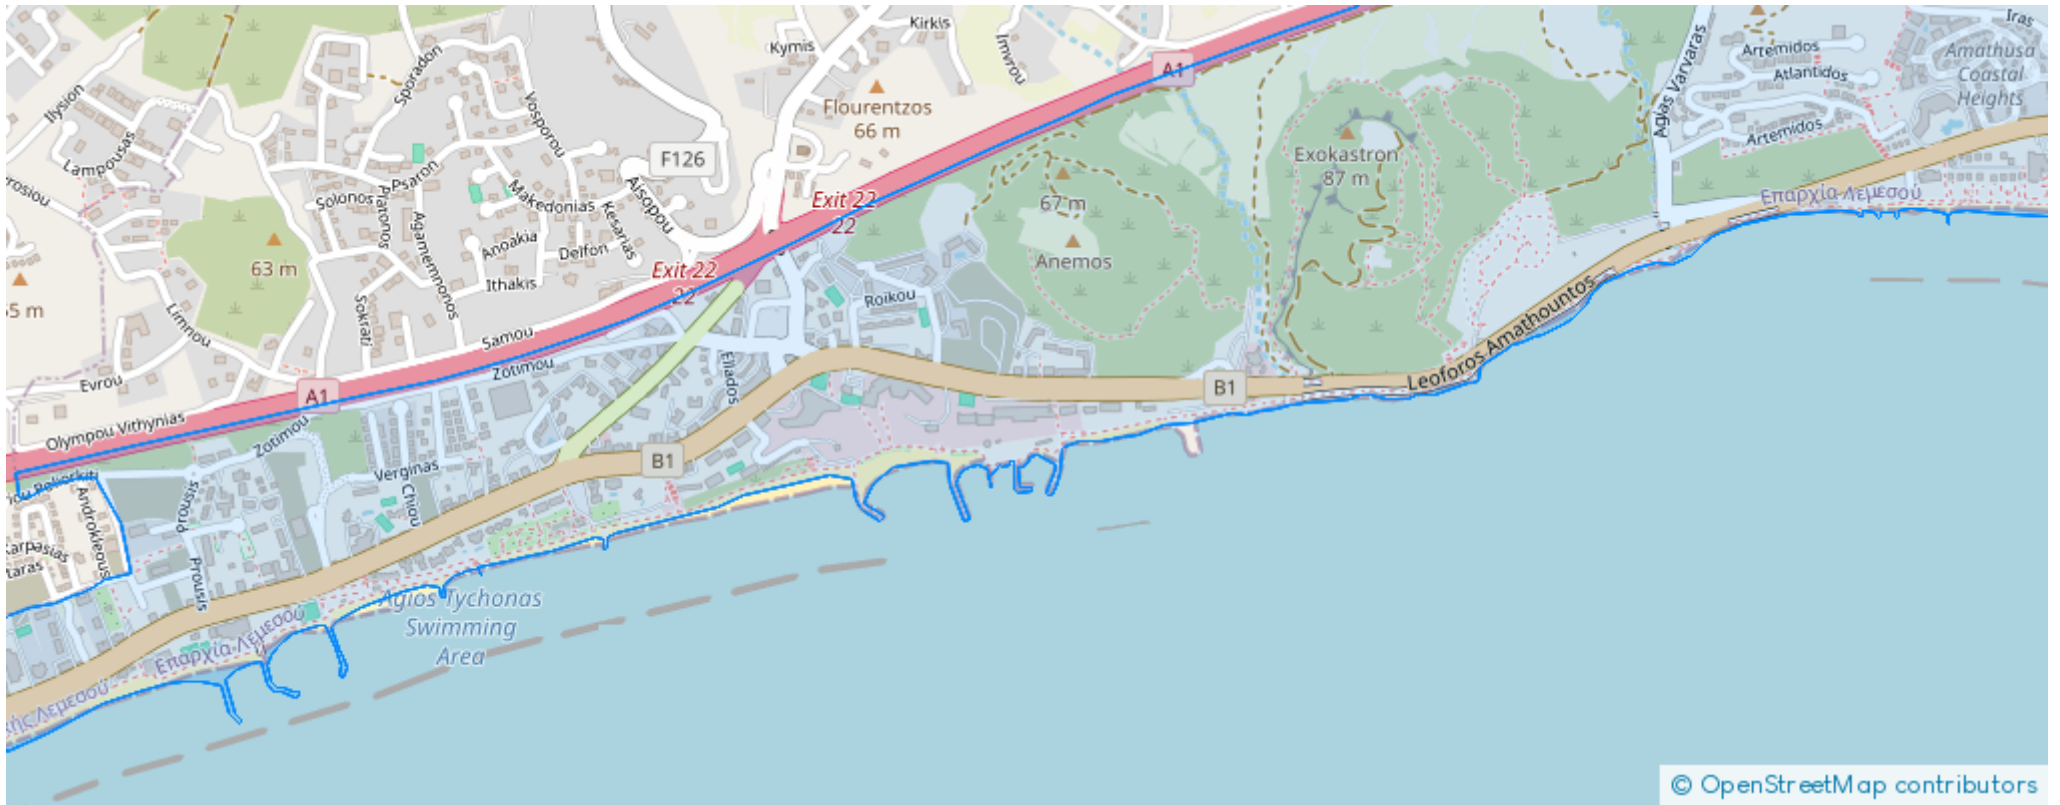 Kirkis
Kymis
Imvrou
A1
Iras
Artemidos
Amathusa
Coastal
Heights
Atlantidos
Artemidos
Agias Varvaras
Sporadon
Ilysion
Vosporou
Flourentzos
66 m
Lampousas
F126
Exokastron
87 m
Psaron
Solonos
Platonos
Makedonias
Aisopou
Kesarias
Exit 22
22
67 m
Επαρχία Λεμεσού
Agamemnonos
Anoakia
Delfon
Anemos
63 m
Exit 22
22
Ithakis
Roikou
Sokrati
Limnou
Samou
Zotimou
Leoforos Amathountos
Eliados
Evrou
A1
B1
Olympou Vithynias
Zotimou
B1
Verginas
Chiou
Androkleous
Prousis
Prousis
Agios Tychonas
Swimming
Area
Επαρχία Λεμεσού
© OpenStreetMap contributors